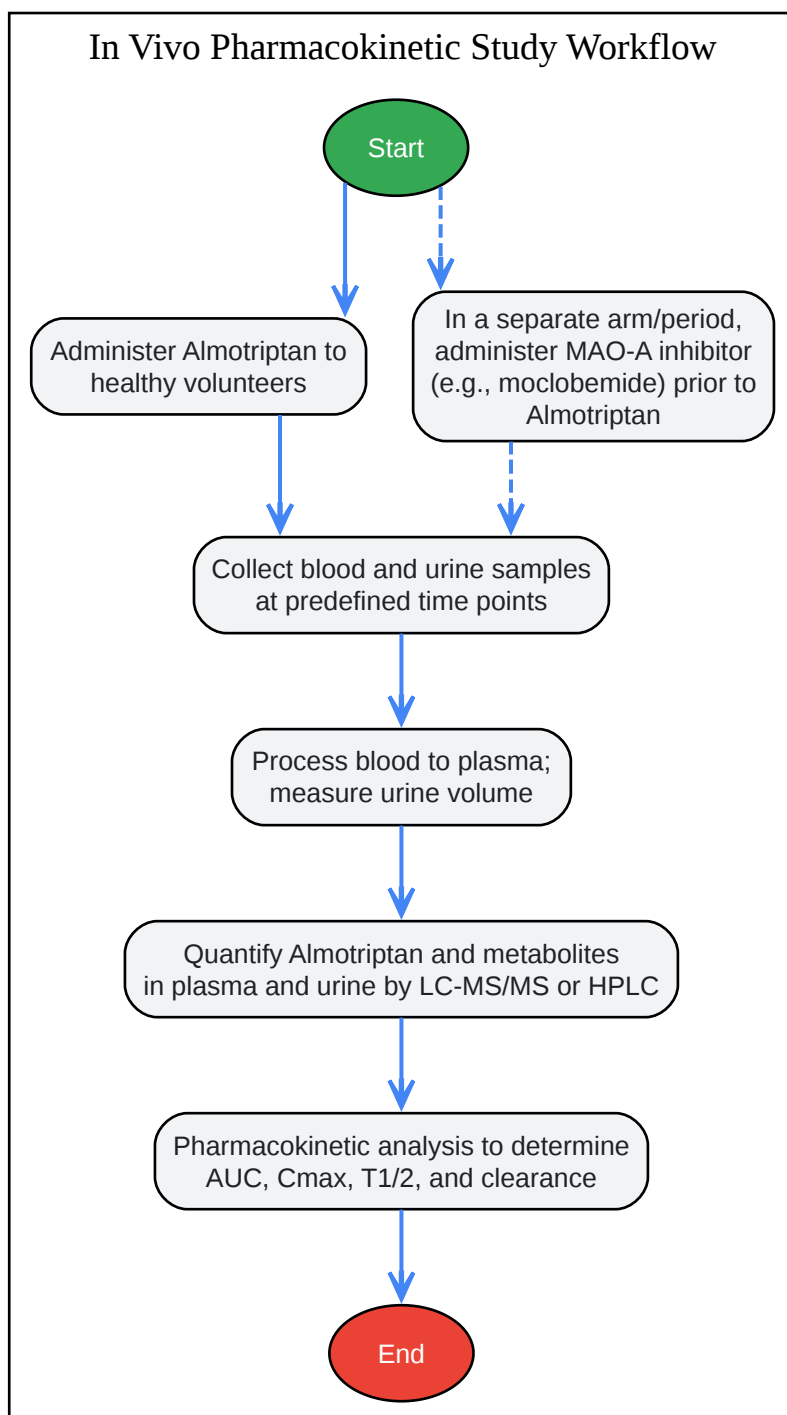 In Vivo Pharmacokinetic Study Workflow
Start
Administer Almotriptan to
healthy volunteers
In a separate arm/period,
administer MAO-A inhibitor
(e.g., moclobemide) prior to
Almotriptan
Collect blood and urine samples
at predefined time points
Process blood to plasma;
measure urine volume
Quantify Almotriptan and metabolites
in plasma and urine by LC-MS/MS or HPLC
Pharmacokinetic analysis to determine
AUC, Cmax, T1/2, and clearance
End